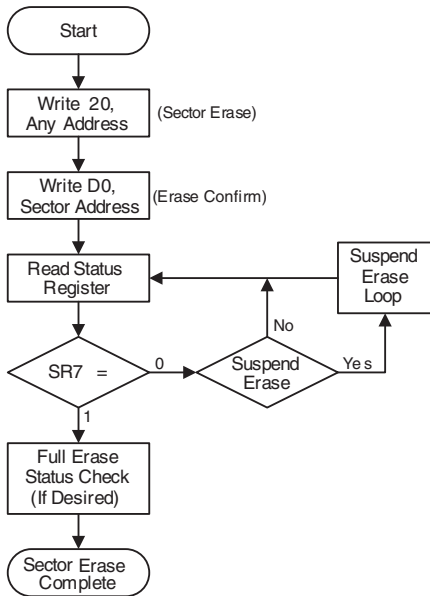 Start
Write 20,
Any Address
(Sector Erase)
Write D0,
Sector Address
(Erase Confirm)
Read Status
Register
Suspend
Erase
Loop
No
SR7 =
0
Suspend
Erase
Yes
1
Full Erase
Status Check
(If Desired)
Sector Erase
Complete